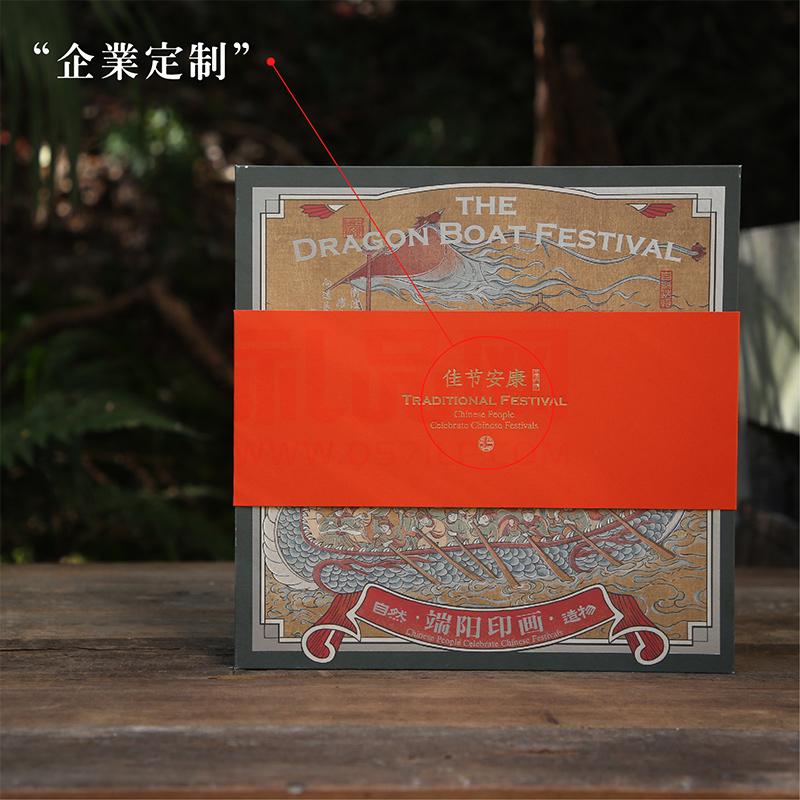 “企業定制”
THE
DRAGON BOAT FESTIVAL
佳节安康
TRADITIONAL FESTIVAL
Chinese People
Celebrate Chinese Festivals
自然·端阳印画·造物
Chinese People Celebrate Chinese Festivals